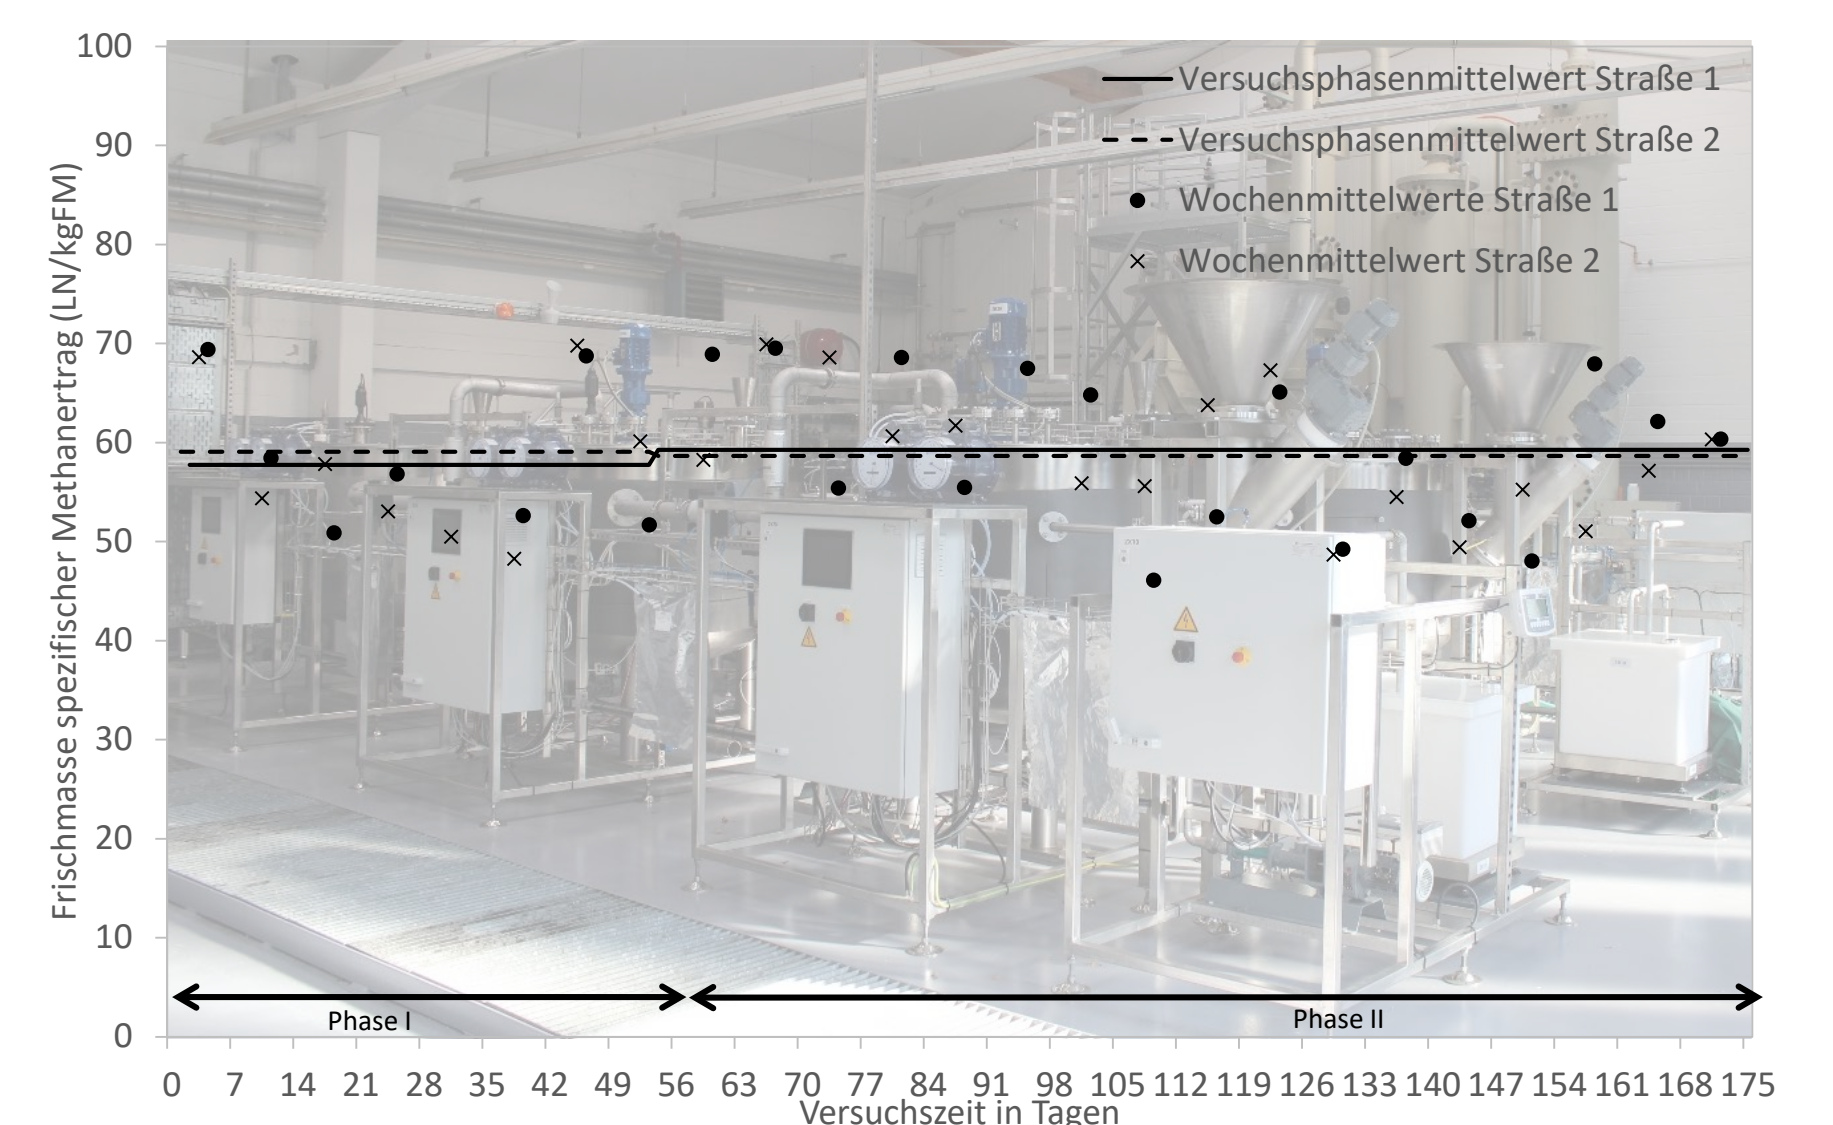 Frischmasse spezifischer Methanertrag (LN/kgFM)
100
90
80
70
60
50
40
30
20
10
0
Versuchsphasenmittelwert Straße 1
Versuchsphasenmittelwert Straße 2
Wochenmittelwerte Straße 1
Wochenmittelwert Straße 2
Phase I
Phase II
0 7 14 21 28 35 42 49 56 63 70 77 84 91 98 105 112 119 126 133 140 147 154 161 168 175
Versuchszeit in Tagen